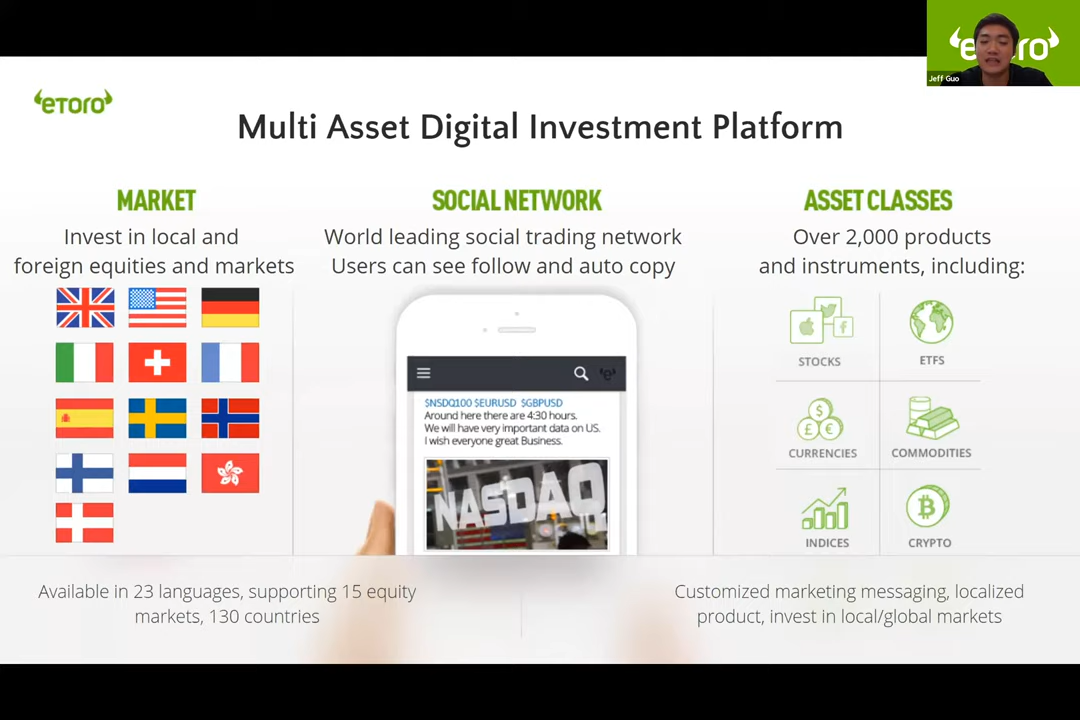 eToro
Jeff Guo
eToro
Multi Asset Digital Investment Platform
MARKET
Invest in local and
foreign equities and markets
SOCIAL NETWORK
World leading social trading network
Users can see follow and auto copy
$NSDQ100 $EURUSD $GBPUSD
Around here there are 4:30 hours.
We will have very important data on US.
I wish everyone great Business.
NASDAQ
ASSET CLASSES
Over 2,000 products
and instruments, including:
STOCKS
ETFS
CURRENCIES
COMMODITIES
INDICES
CRYPTO
Available in 23 languages, supporting 15 equity
markets, 130 countries
Customized marketing messaging, localized
product, invest in local/global markets